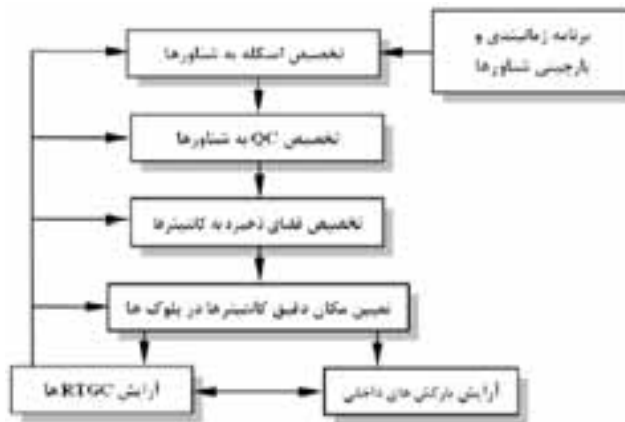 برنامه زمانبندی و
بارچینی شناورها
تخصیص اسکله به شناورها
تخصیص QC به شناورها
تخصیص فضای ذخیره به کانتینرها
تعیین مکان دقیق کانتینرها در بلوک ها
آرایش RTGC ها
آرایش بارکش های داخلی